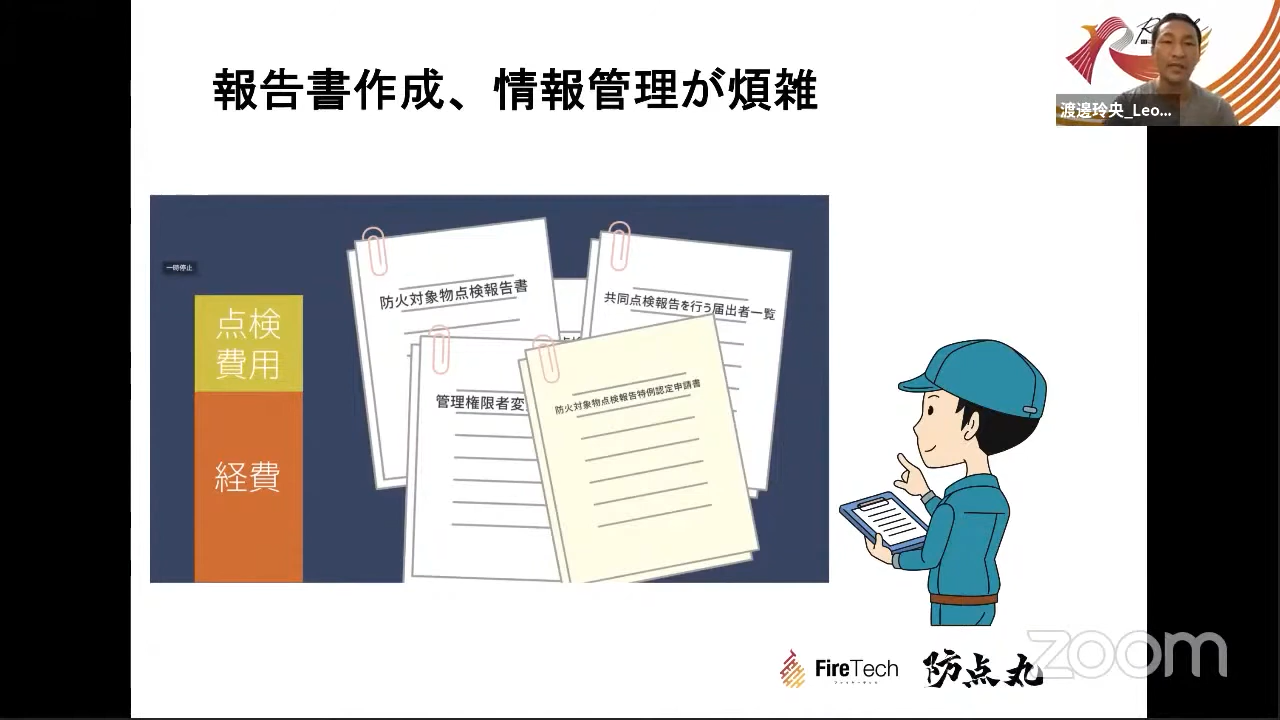 報告書作成、情報管理が煩雑
渡邊玲央_Leo...
一時停止
点検
費用
経費
防火対象物点検報告書
共同点検報告を行う届出者一覧
管理権限者変
防火対象物点検報告特例認定申請書
FireTech
防点丸
zoom